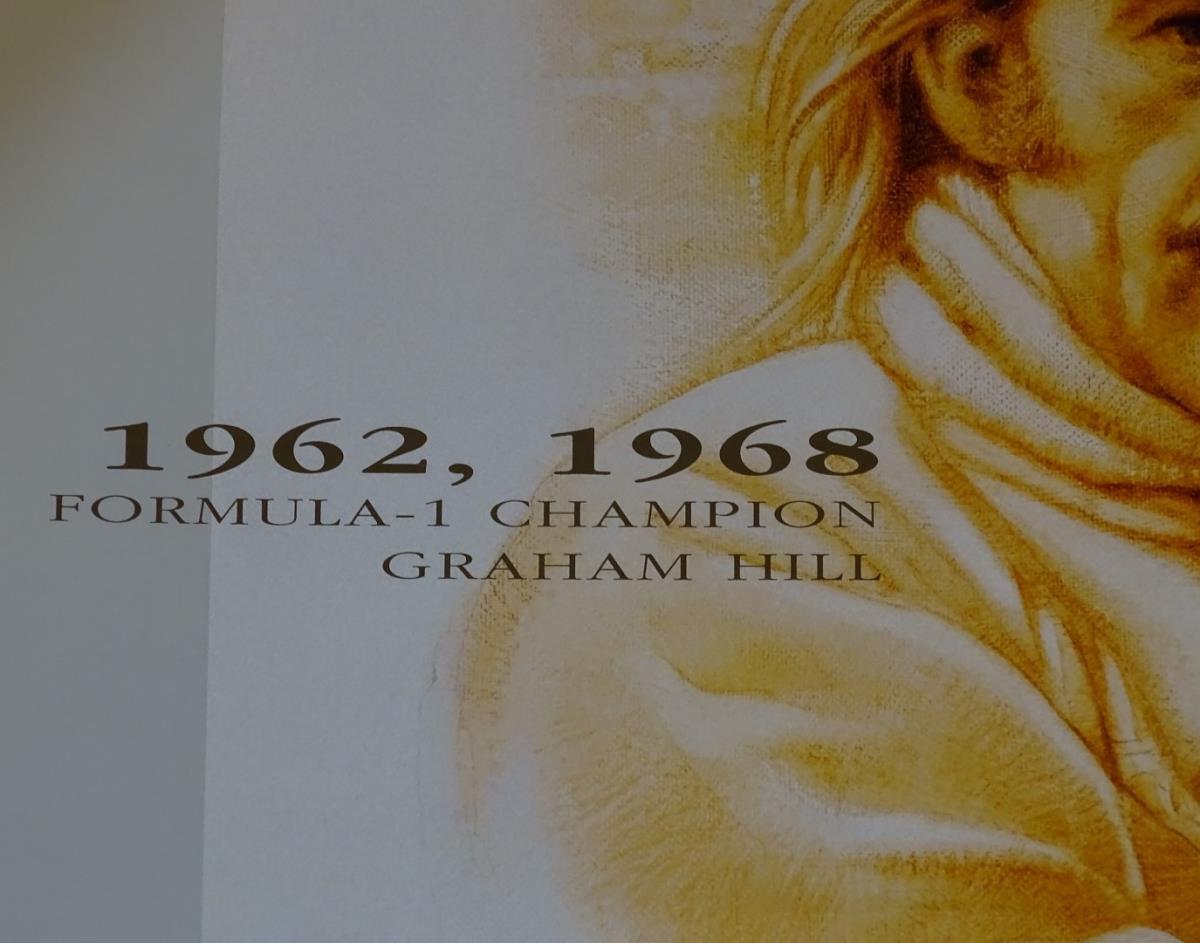 1962, 1968
FORMULA-1 CHAMPION
GRAHAM HILL